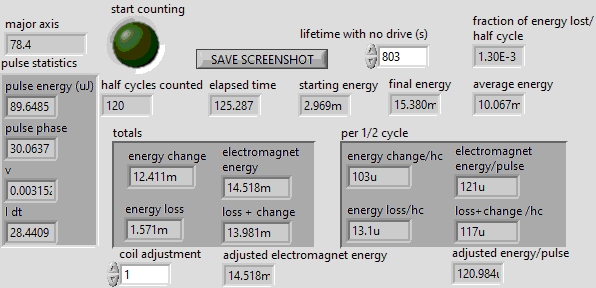 major axis
78.4
start counting
SAVE SCREENSHOT
lifetime with no drive (s)
803
fraction of energy lost/
half cycle
1.30E-3
pulse statistics
pulse energy (uJ)
89.6485
pulse phase
30.0637
v
0.003152
I dt
28.4409
half cycles counted
120
elapsed time
125.287
starting energy
2.969m
final energy
15.380m
average energy
10.067m
totals
energy change
12.411m
electromagnet
energy
14.518m
energy loss
1.571m
loss + change
13.981m
per 1/2 cycle
energy change/hc
103u
electromagnet
energy/pulse
121u
energy loss/hc
13.1u
loss+change /hc
117u
coil adjustment
1
adjusted electromagnet energy
14.518m
adjusted energy/pulse
120.984u